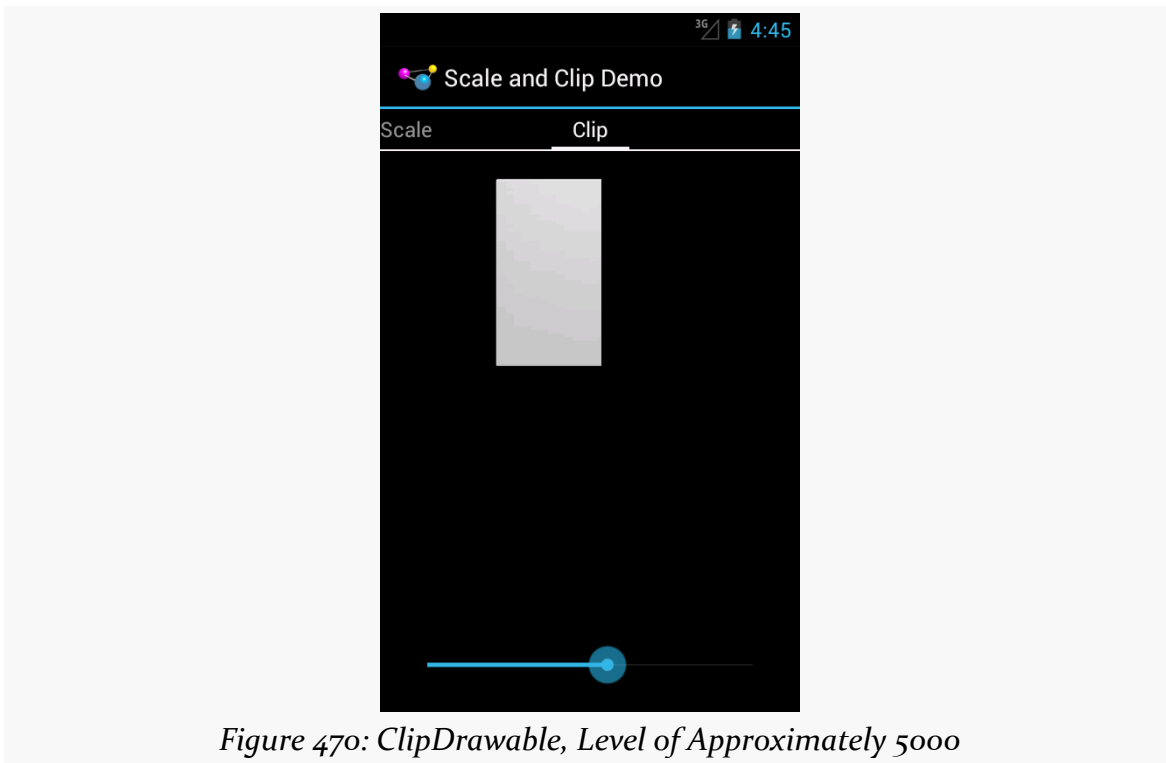 3G 4:45
Scale and Clip Demo
Scale Clip
Figure 470: ClipDrawable, Level of Approximately 5000